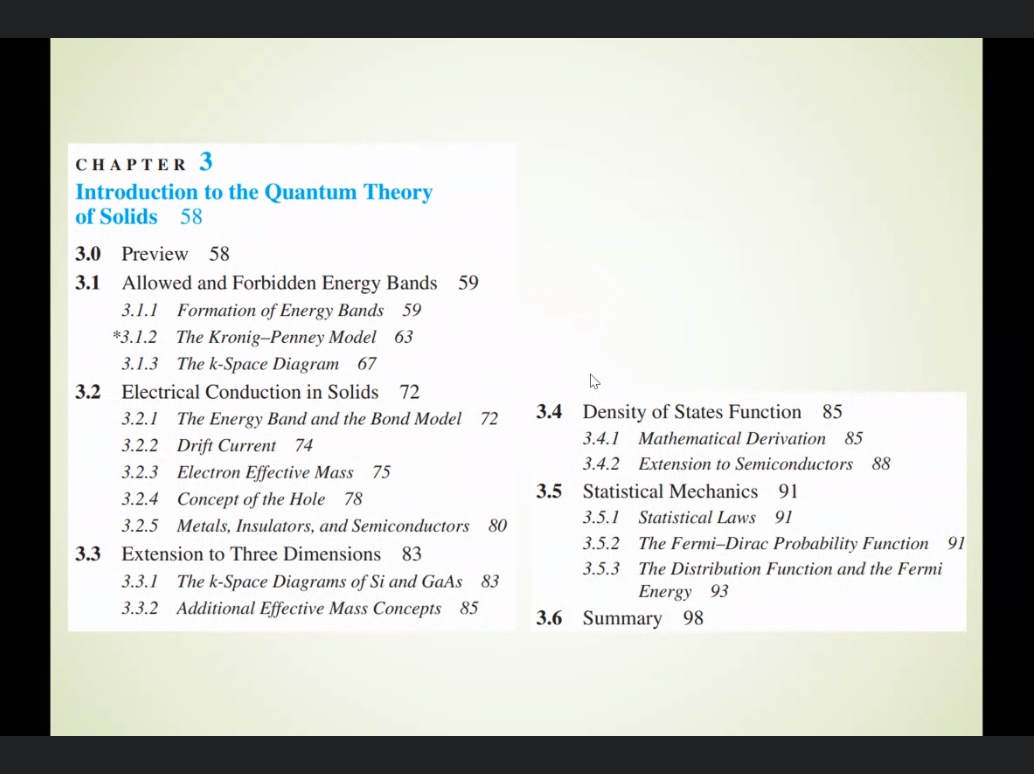 CHAPTER 3
Introduction to the Quantum Theory
of Solids 58
3.0 Preview 58
3.1 Allowed and Forbidden Energy Bands 59
3.1.1 Formation of Energy Bands 59
*3.1.2 The Kronig–Penney Model 63
3.1.3 The k-Space Diagram 67
3.2 Electrical Conduction in Solids 72
3.2.1 The Energy Band and the Bond Model 72
3.2.2 Drift Current 74
3.2.3 Electron Effective Mass 75
3.2.4 Concept of the Hole 78
3.2.5 Metals, Insulators, and Semiconductors 80
3.3 Extension to Three Dimensions 83
3.3.1 The k-Space Diagrams of Si and GaAs 83
3.3.2 Additional Effective Mass Concepts 85
3.4 Density of States Function 85
3.4.1 Mathematical Derivation 85
3.4.2 Extension to Semiconductors 88
3.5 Statistical Mechanics 91
3.5.1 Statistical Laws 91
3.5.2 The Fermi–Dirac Probability Function 91
3.5.3 The Distribution Function and the Fermi
Energy 93
3.6 Summary 98